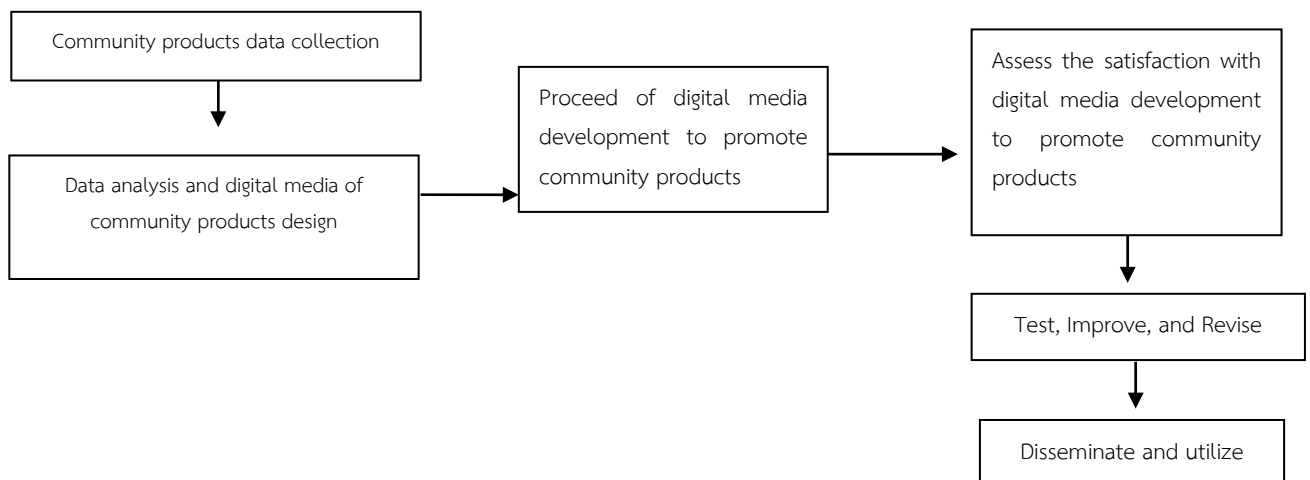 Community products data collection
Data analysis and digital media of
community products design
Proceed of digital media
development to promote
community products
Assess the satisfaction with
digital media development
to promote community
products
Test, Improve, and Revise
Disseminate and utilize